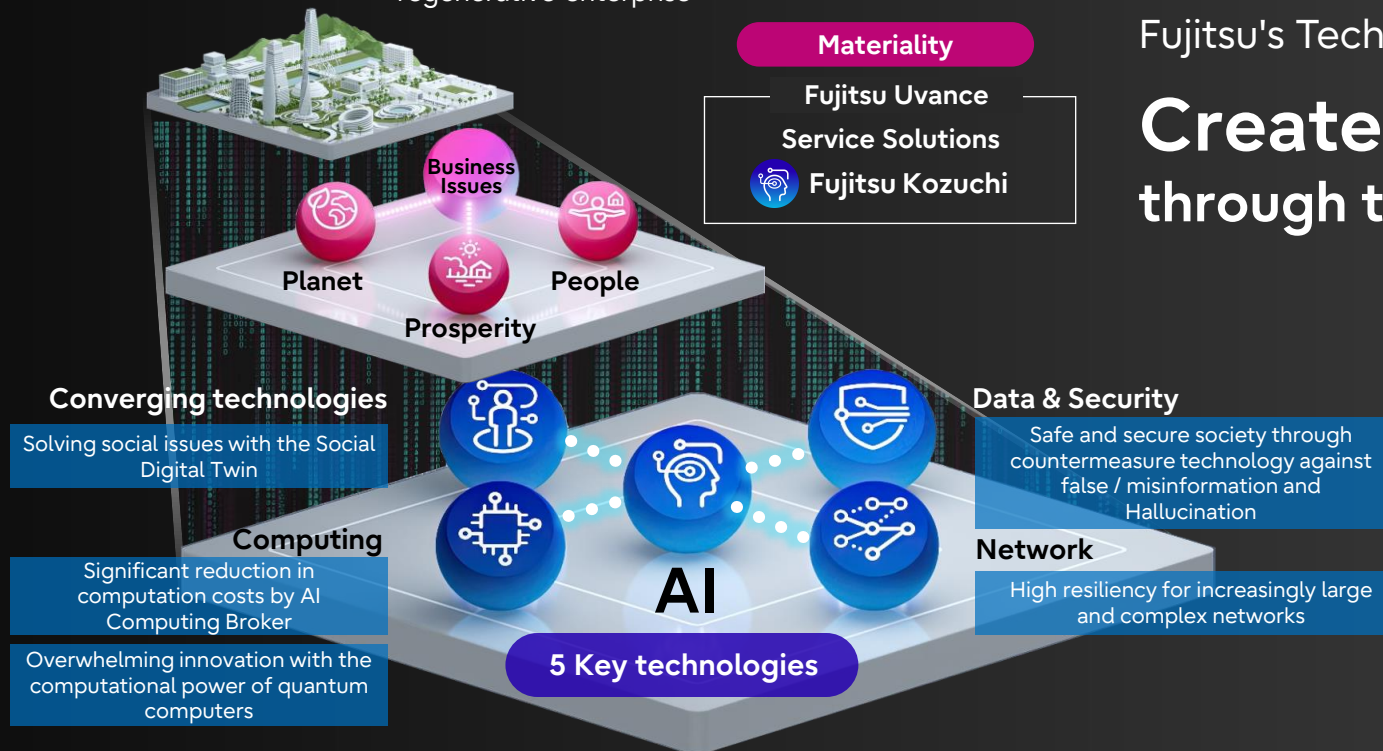 regenerative enterprise
Materiality
Fujitsu Uvance
Service Solutions
Fujitsu Kozuchi
Fujitsu's Tech
Create
through t
Business
Issues
Planet
People
Prosperity
Converging technologies
Solving social issues with the Social
Digital Twin
Computing
Significant reduction in
computation costs by AI
Computing Broker
Overwhelming innovation with the
computational power of quantum
computers
AI
5 Key technologies
Data & Security
Safe and secure society through
countermeasure technology against
false / misinformation and
Hallucination
Network
High resiliency for increasingly large
and complex networks